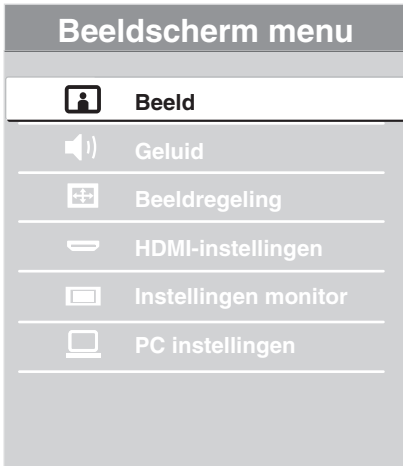 Beeldscherm menu
Beeld
Geluid
Beeldregeling
HDMI-instellingen
Instellingen monitor
PC instellingen